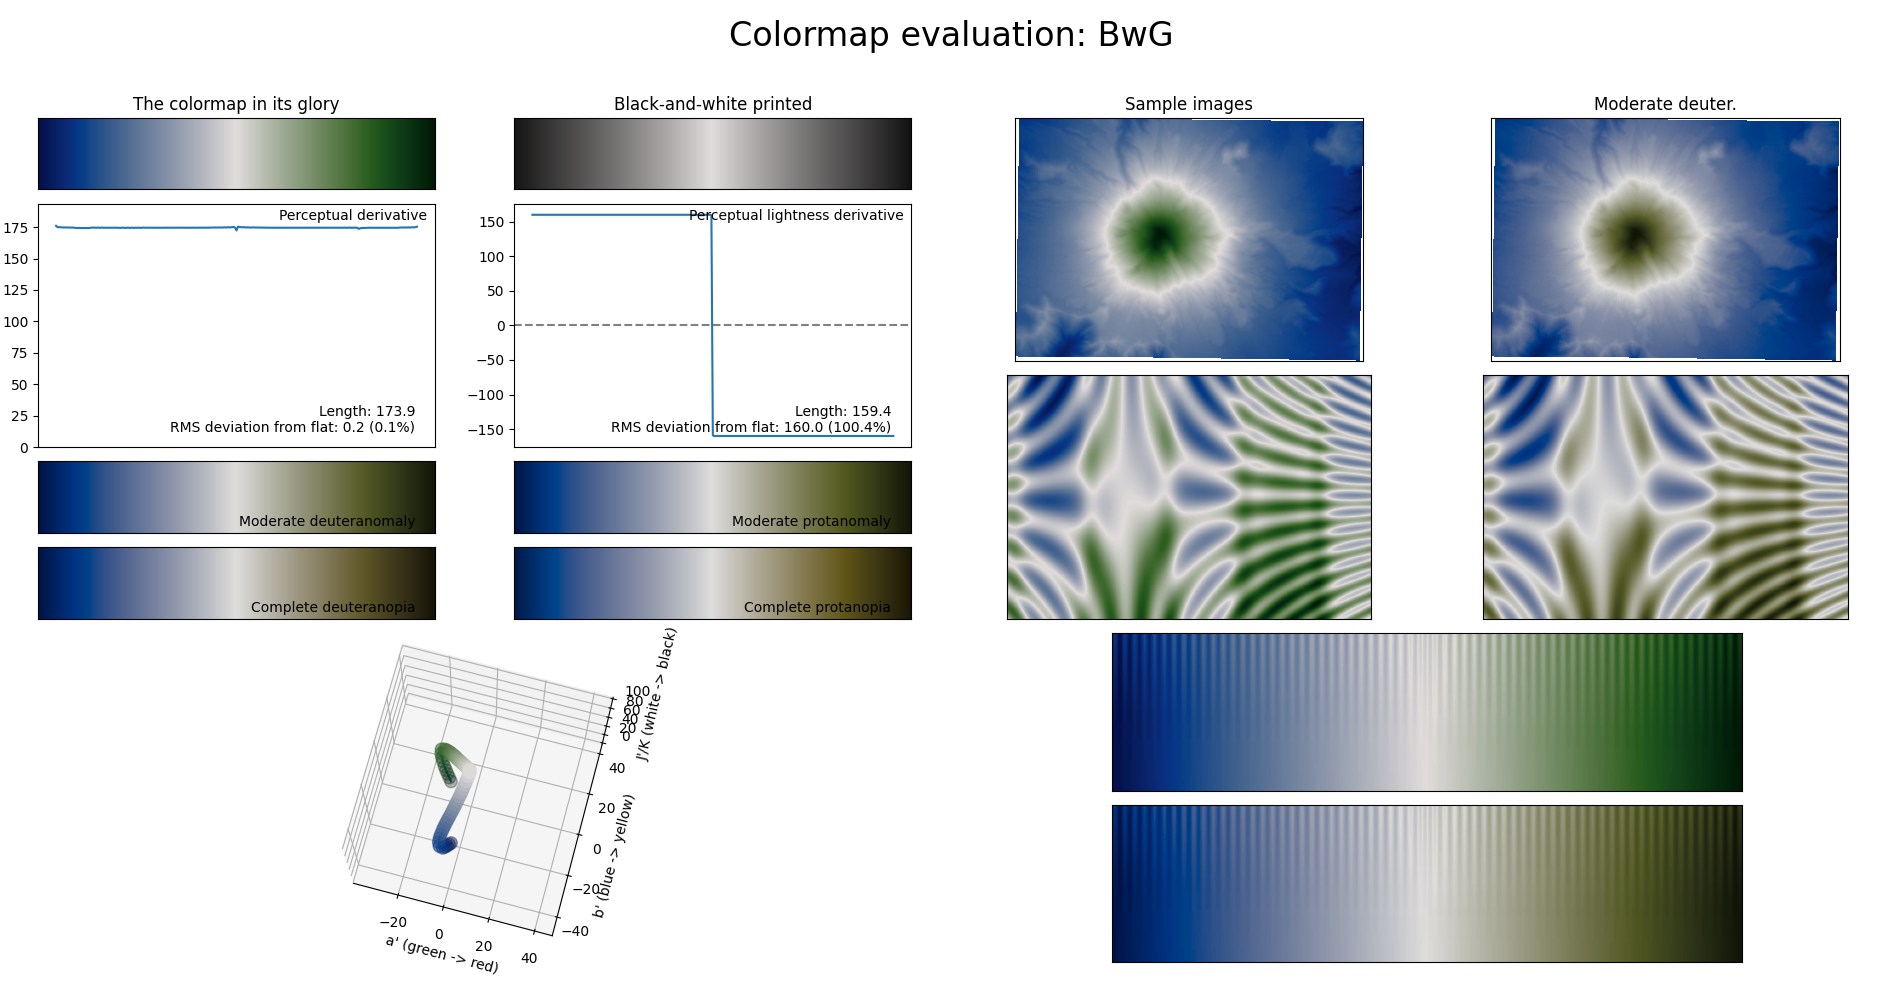 Colormap evaluation: BwG
The colormap in its glory
Black-and-white printed
Sample images
Moderate deuter.
Perceptual derivative
175
150
125
100
75
50
25
0
Length: 173.9
RMS deviation from flat: 0.2 (0.1%)
Perceptual lightness derivative
150
100
50
0
−50
−100
−150
Length: 159.4
RMS deviation from flat: 160.0 (100.4%)
Moderate deuteranomaly
Moderate protanomaly
Complete deuteranopia
Complete protanopia
J'/K (white -> black)
100
80
60
40
20
0
40
20
0
−20
−40
b' (blue -> yellow)
−20
0
20
40
a' (green -> red)